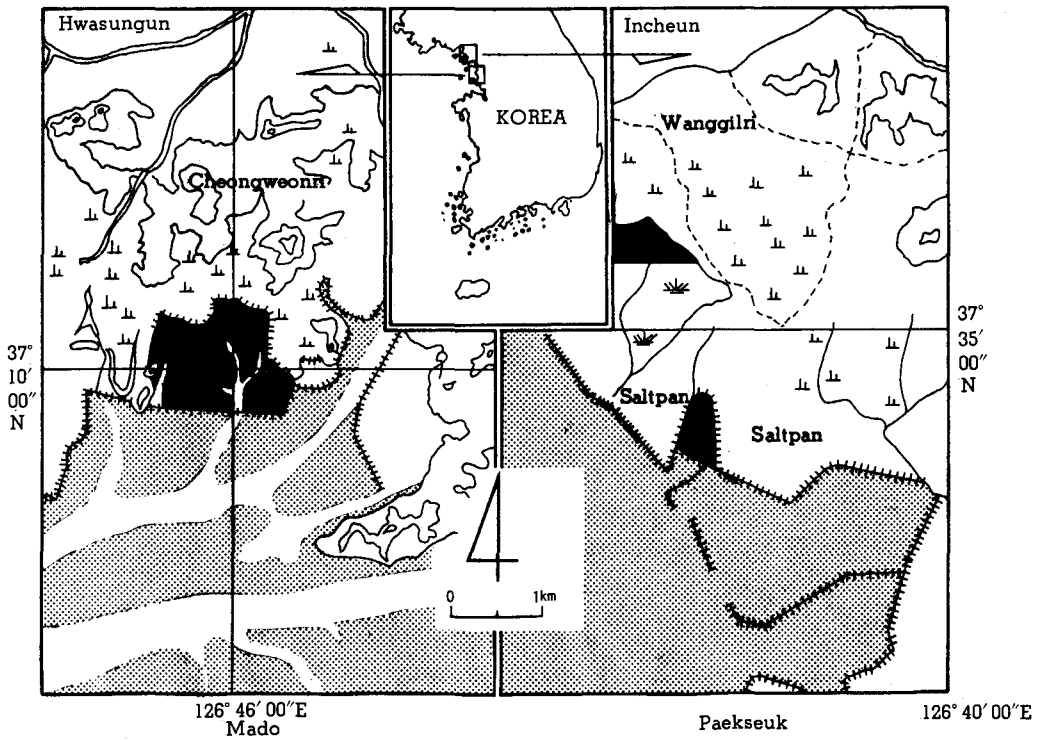 Hwasungun
Incheun
KOREA
Wanggilri
Cheongweonri
37°
10′
00″
N
37°
35′
00″
N
Saltpan
Saltpan
0 1km
126° 46′ 00″E
Mado
Paekseuk
126° 40′ 00″E